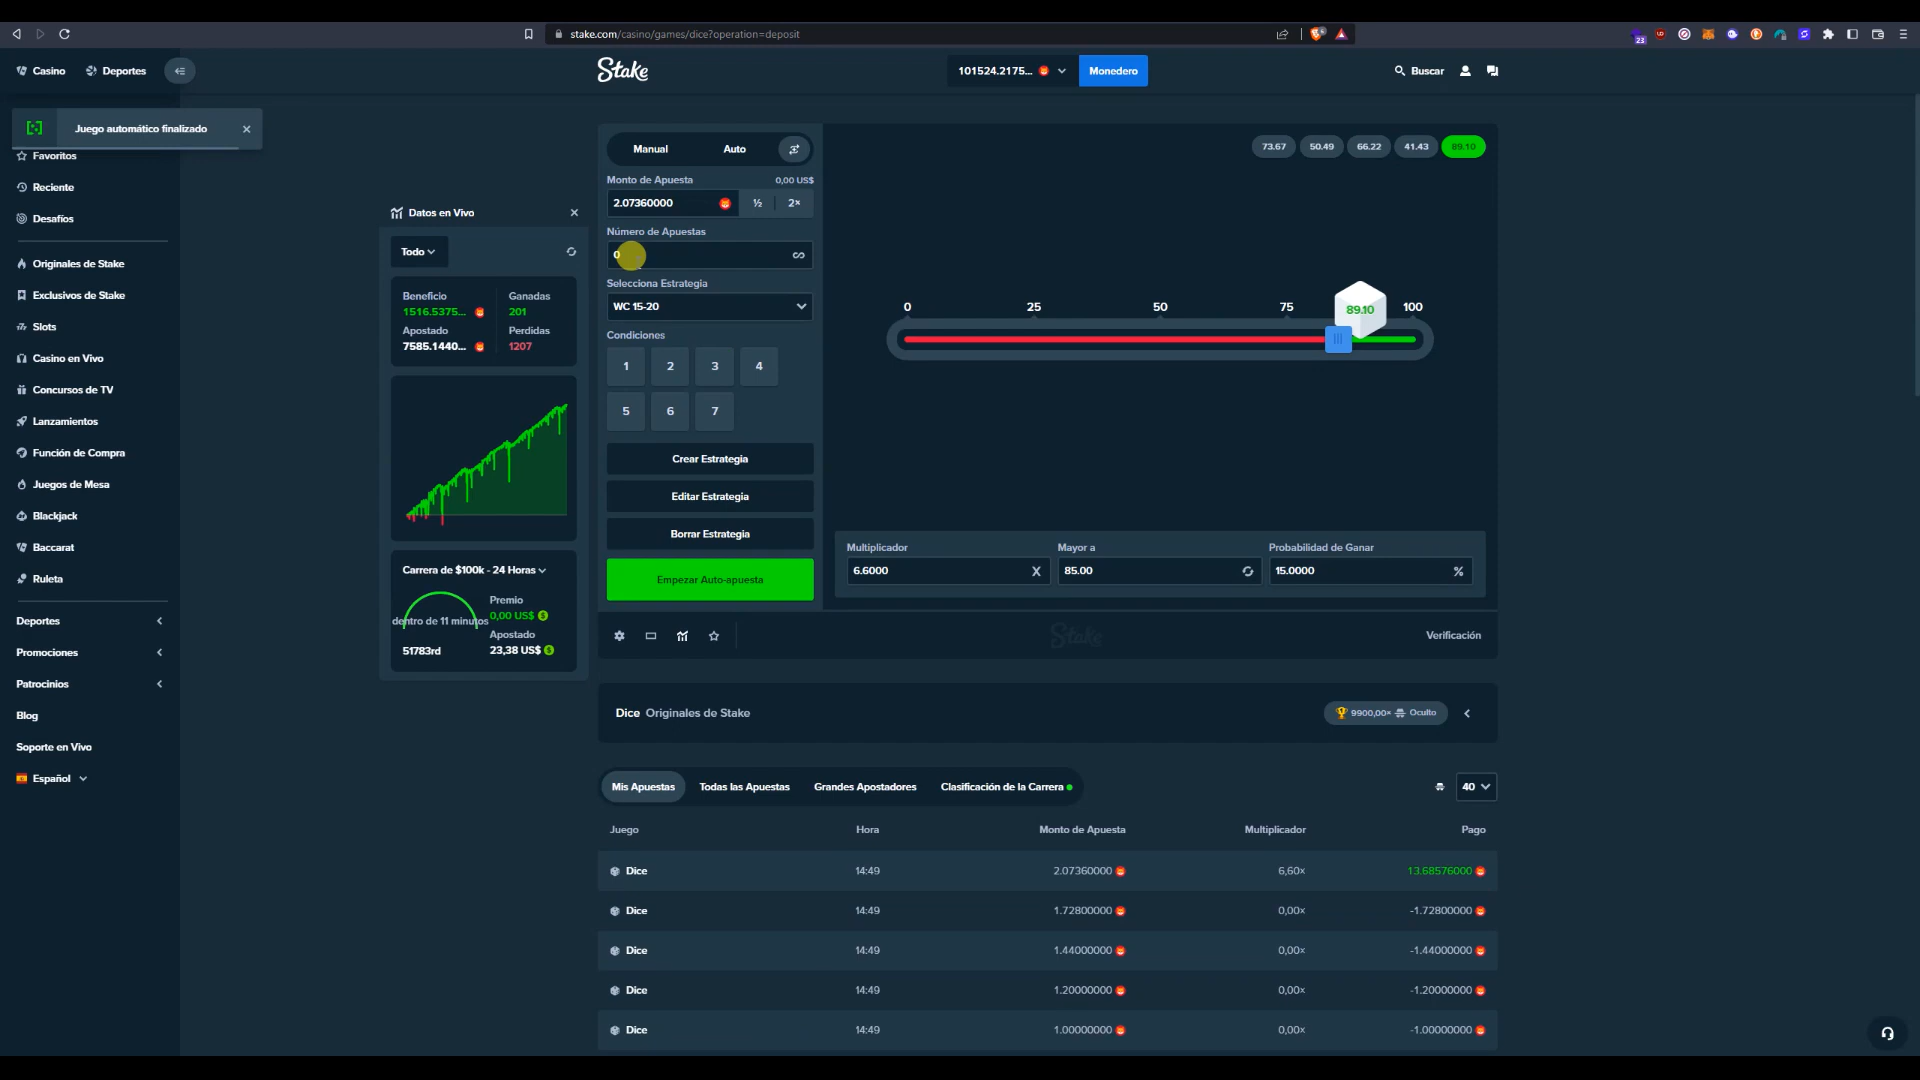 stake.com/casino/games/dice?operation=deposit
23
Casino
Deportes
Stake
101524.2175...
Monedero
Buscar
Juego automático finalizado
Favoritos
Reciente
Desafíos
Originales de Stake
Exclusivos de Stake
Slots
Casino en Vivo
Concursos de TV
Lanzamientos
Función de Compra
Juegos de Mesa
Blackjack
Baccarat
Ruleta
Deportes
Promociones
Patrocinios
Blog
Soporte en Vivo
Español
Datos en Vivo
Todo
Beneficio
Ganadas
1516.5375...
201
Apostado
Perdidas
7585.1440...
1207
Carrera de $100k - 24 Horas
Premio
0,00 US$
dentro de 11 minutos
Apostado
51783rd
23,38 US$
Manual
Auto
Monto de Apuesta
0,00 US$
2.07360000
½
2×
Número de Apuestas
0
Selecciona Estrategia
WC 15-20
Condiciones
1
2
3
4
5
6
7
Crear Estrategia
Editar Estrategia
Borrar Estrategia
Empezar Auto-apuesta
73.67
50.49
66.22
41.43
89.10
0
25
50
75
89.10
100
Multiplicador
Mayor a
Probabilidad de Ganar
6.6000
X
85.00
15.0000
%
Stake
Verificación
Dice Originales de Stake
9900,00× Oculto
Mis Apuestas
Todas las Apuestas
Grandes Apostadores
Clasificación de la Carrera
40
Juego
Hora
Monto de Apuesta
Multiplicador
Pago
Dice
14:49
2.07360000
6,60×
13.68576000
Dice
14:49
1.72800000
0,00×
-1.72800000
Dice
14:49
1.44000000
0,00×
-1.44000000
Dice
14:49
1.20000000
0,00×
-1.20000000
Dice
14:49
1.00000000
0,00×
-1.00000000